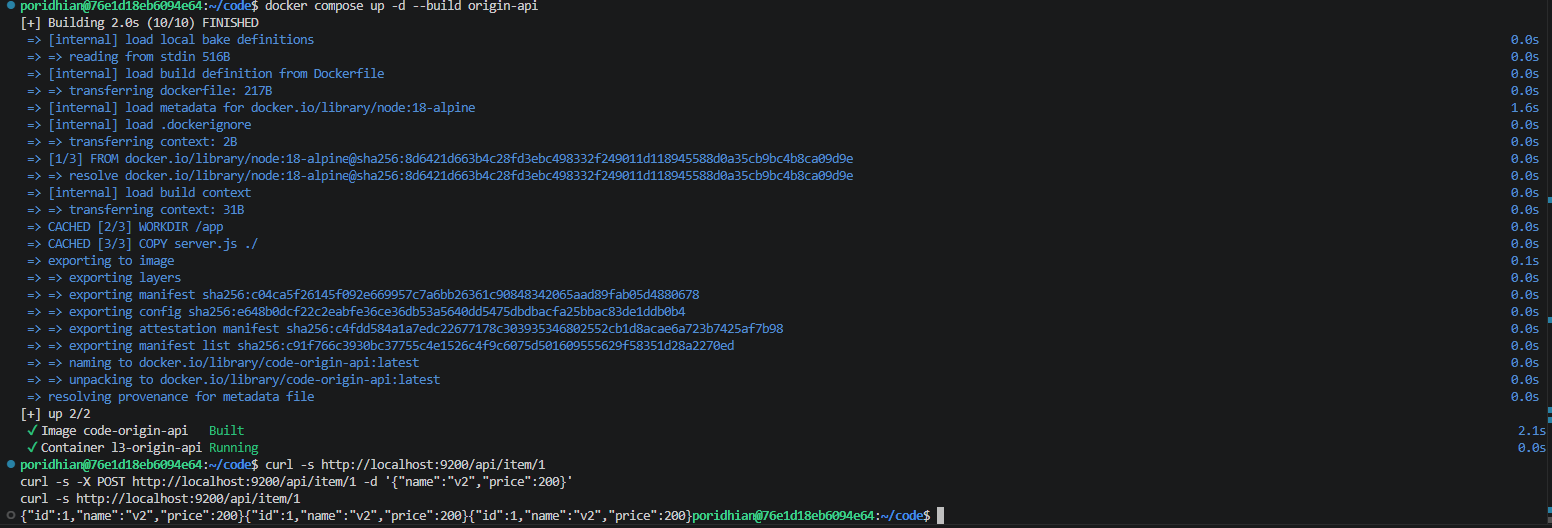 poridhian@76e1d18eb6094e64:~/code$ docker compose up -d --build origin-api
[+] Building 2.0s (10/10) FINISHED
=> [internal] load local bake definitions 0.0s
=> => reading from stdin 516B 0.0s
=> [internal] load build definition from Dockerfile 0.0s
=> => transferring dockerfile: 217B 0.0s
=> [internal] load metadata for docker.io/library/node:18-alpine 1.6s
=> [internal] load .dockerignore 0.0s
=> => transferring context: 2B 0.0s
=> [1/3] FROM docker.io/library/node:18-alpine@sha256:8d6421d663b4c28fd3ebc498332f249011d118945588d0a35cb9bc4b8ca09d9e 0.0s
=> => resolve docker.io/library/node:18-alpine@sha256:8d6421d663b4c28fd3ebc498332f249011d118945588d0a35cb9bc4b8ca09d9e 0.0s
=> [internal] load build context 0.0s
=> => transferring context: 31B 0.0s
=> CACHED [2/3] WORKDIR /app 0.0s
=> CACHED [3/3] COPY server.js ./ 0.0s
=> exporting to image 0.1s
=> => exporting layers 0.0s
=> => exporting manifest sha256:c04ca5f26145f092e669957c7a6bb26361c90848342065aad89fab05d4880678 0.0s
=> => exporting config sha256:e648b0dcf22c2eabfe36ce36db53a5640dd5475dbdbacfa25bbac83de1ddb0b4 0.0s
=> => exporting attestation manifest sha256:c4fdd584a1a7edc22677178c303935346802552cb1d8acae6a723b7425af7b98 0.0s
=> => exporting manifest list sha256:c91f766c3930bc37755c4e1526c4f9c6075d501609555629f58351d28a2270ed 0.0s
=> => naming to docker.io/library/code-origin-api:latest 0.0s
=> => unpacking to docker.io/library/code-origin-api:latest 0.0s
=> resolving provenance for metadata file 0.0s
[+] up 2/2
✓ Image code-origin-api Built 2.1s
✓ Container l3-origin-api Running 0.0s
poridhian@76e1d18eb6094e64:~/code$ curl -s http://localhost:9200/api/item/1
curl -s -X POST http://localhost:9200/api/item/1 -d '{"name":"v2","price":200}'
curl -s http://localhost:9200/api/item/1
{"id":1,"name":"v2","price":200}{"id":1,"name":"v2","price":200}{"id":1,"name":"v2","price":200}poridhian@76e1d18eb6094e64:~/code$